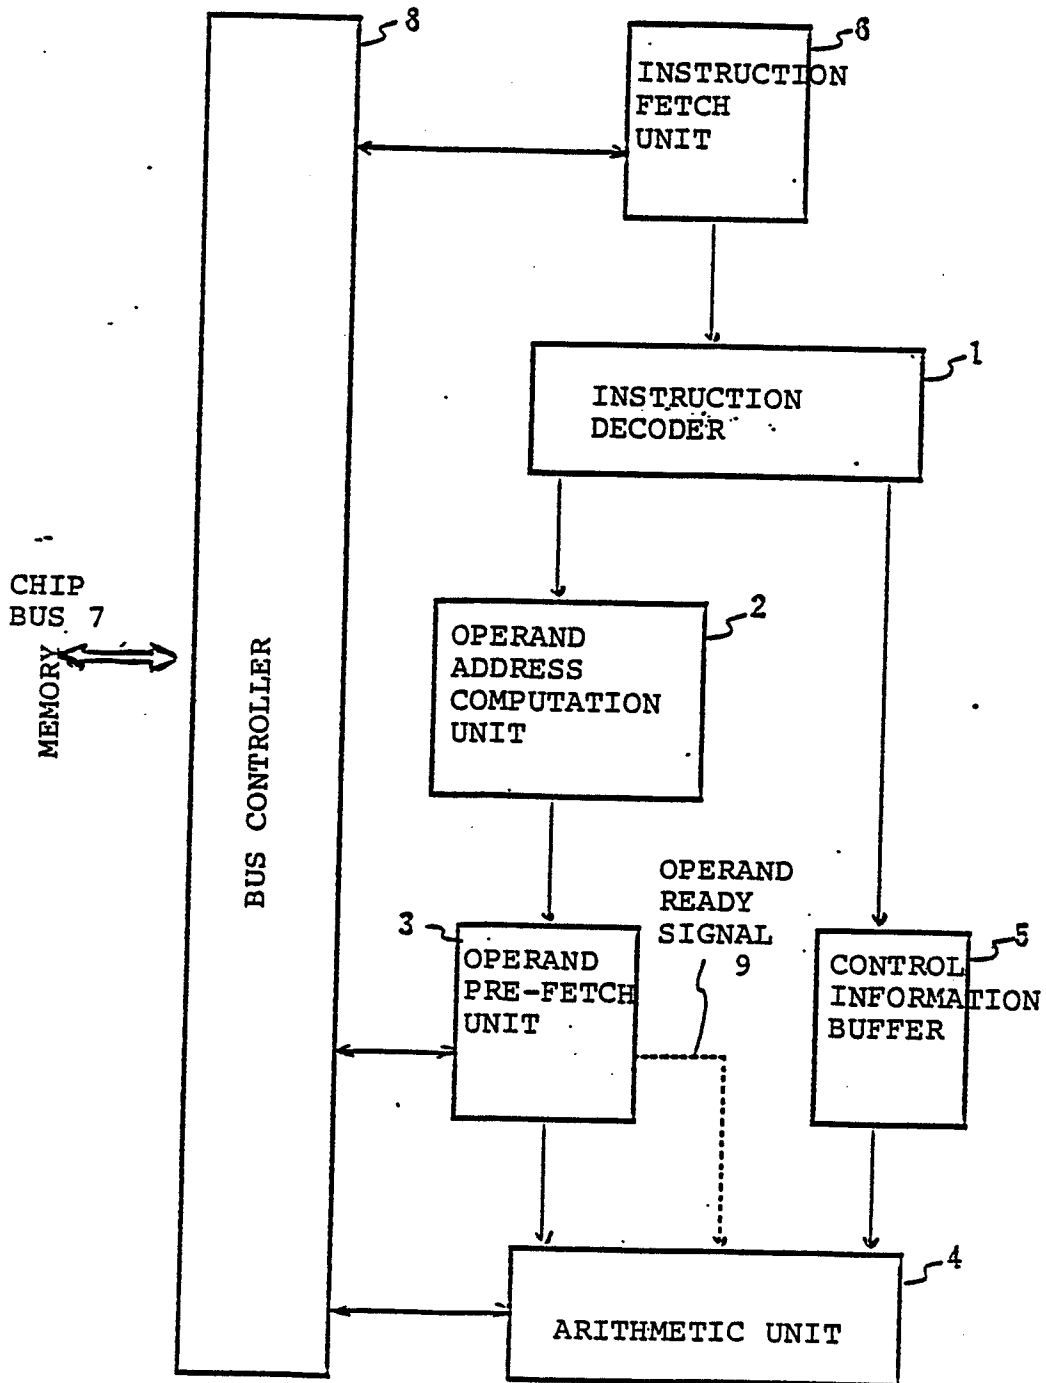 8
6
INSTRUCTION
FETCH
UNIT
1
INSTRUCTION
DECODER
CHIP
BUS 7
MEMORY
BUS CONTROLLER
2
OPERAND
ADDRESS
COMPUTATION
UNIT
OPERAND
READY
SIGNAL
9
3
OPERAND
PRE-FETCH
UNIT
5
CONTROL
INFORMATION
BUFFER
4
ARITHMETIC UNIT